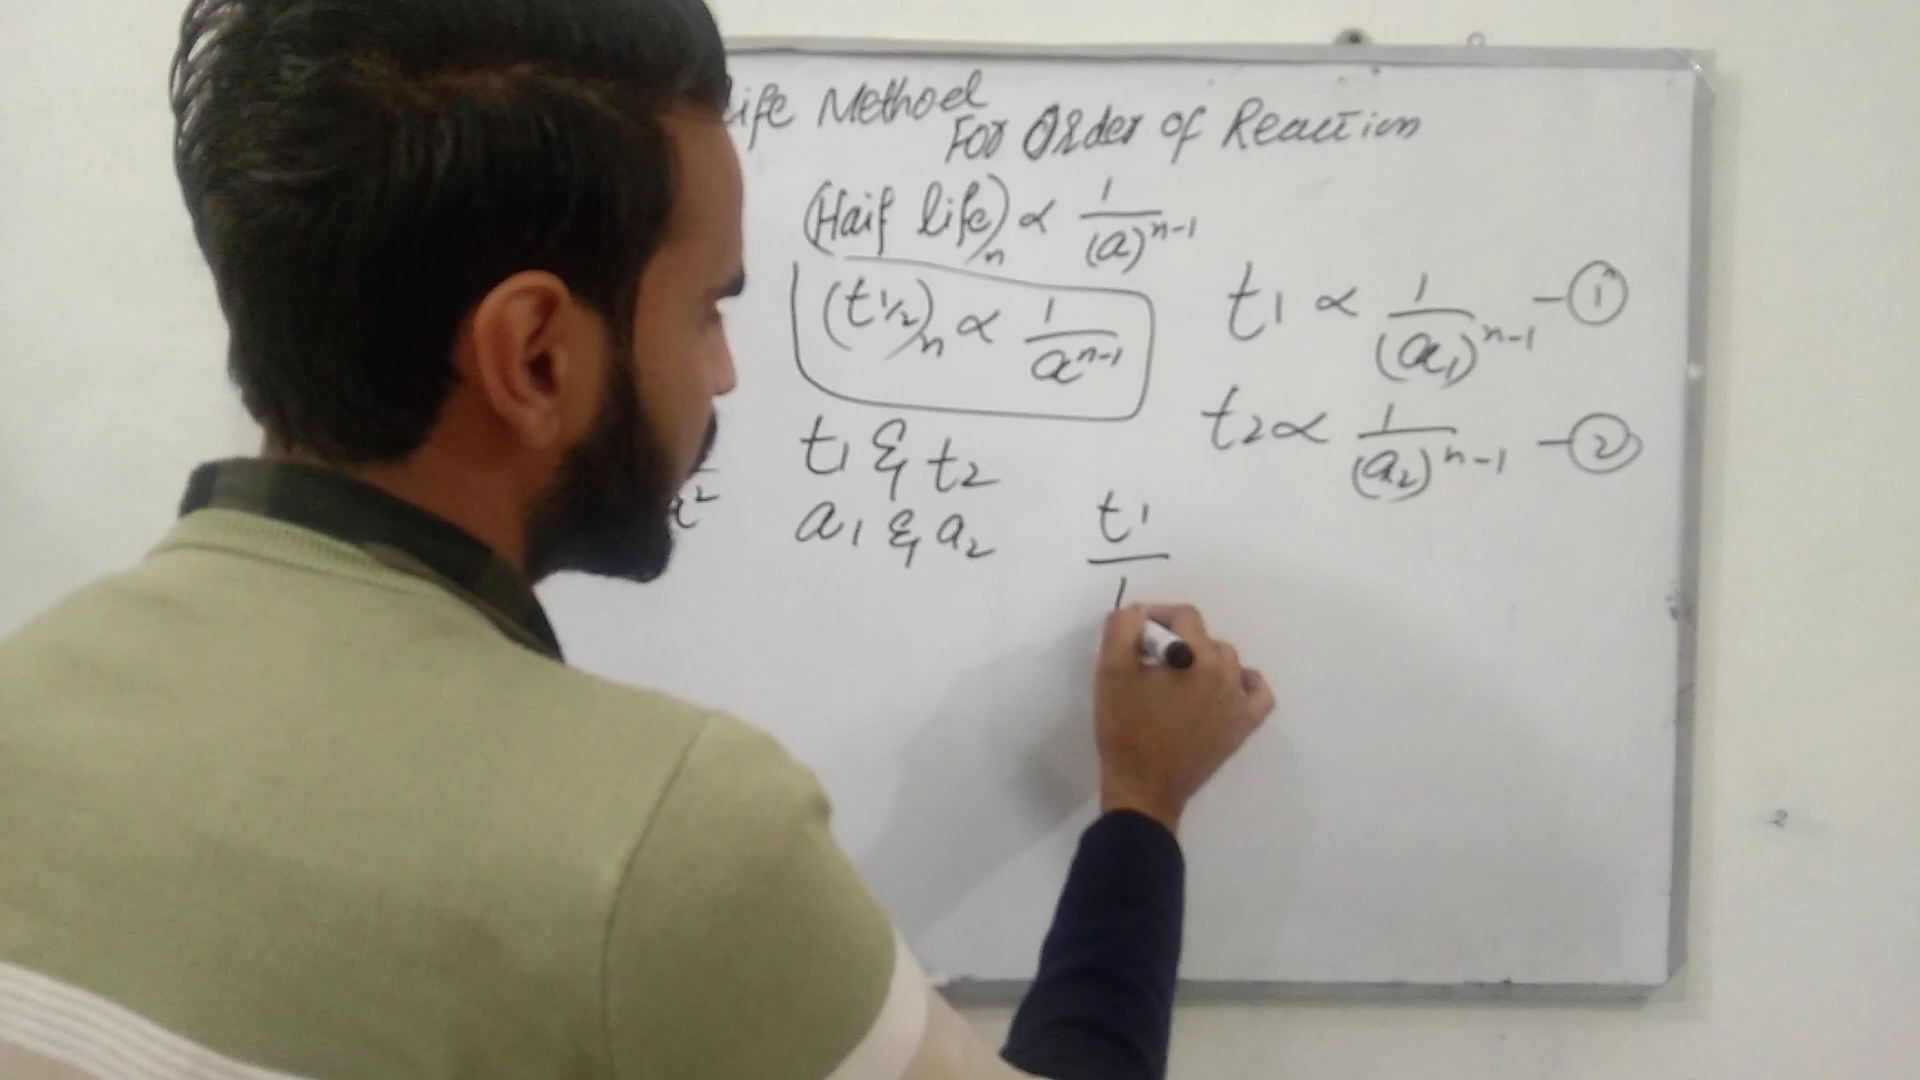 life Method
For Order of Reaction
(Half life)n ∝ 1/(a)^n-1
(t1/2)n ∝ 1/a^n-1
t1 ∝ 1/(a1)^n-1 -①
t2 ∝ 1/(a2)^n-1 -②
t1 & t2
a1 & a2
t1